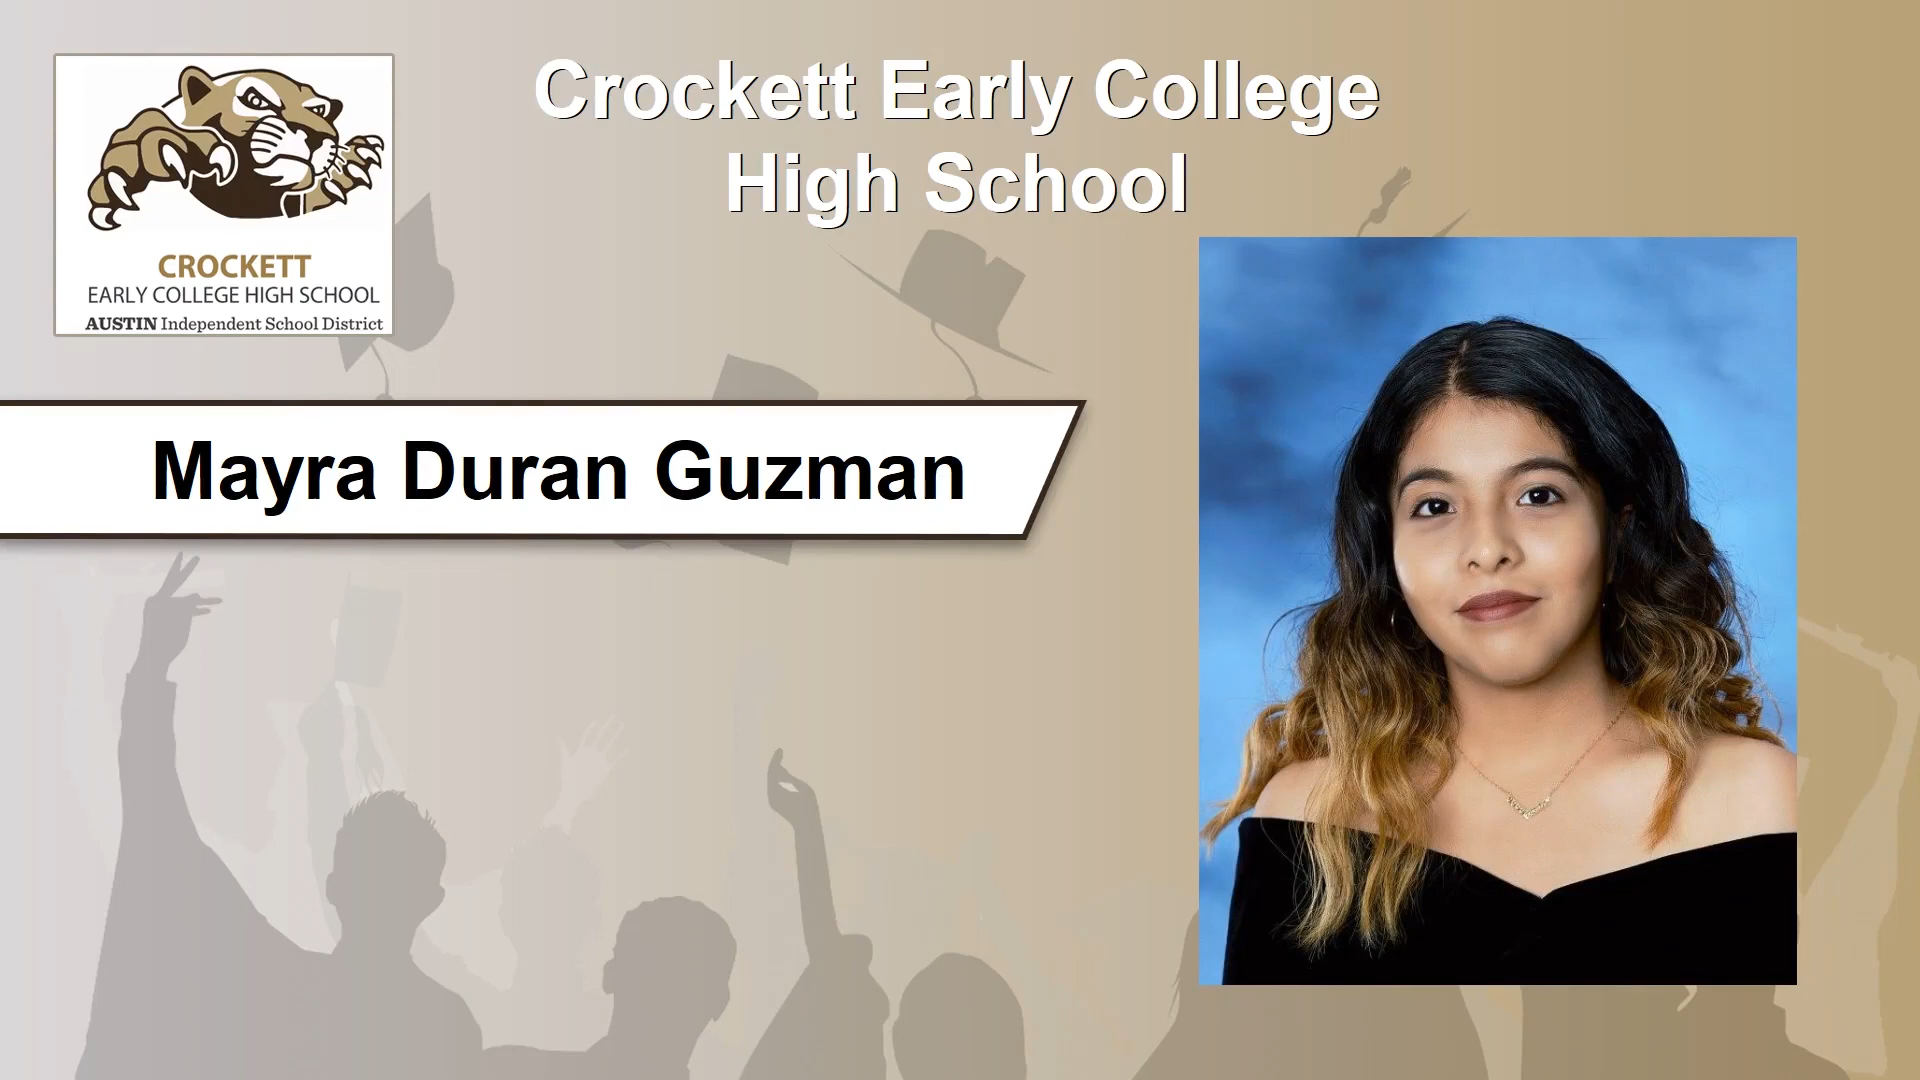 Crockett Early College
High School
CROCKETT
EARLY COLLEGE HIGH SCHOOL
AUSTIN Independent School District
Mayra Duran Guzman